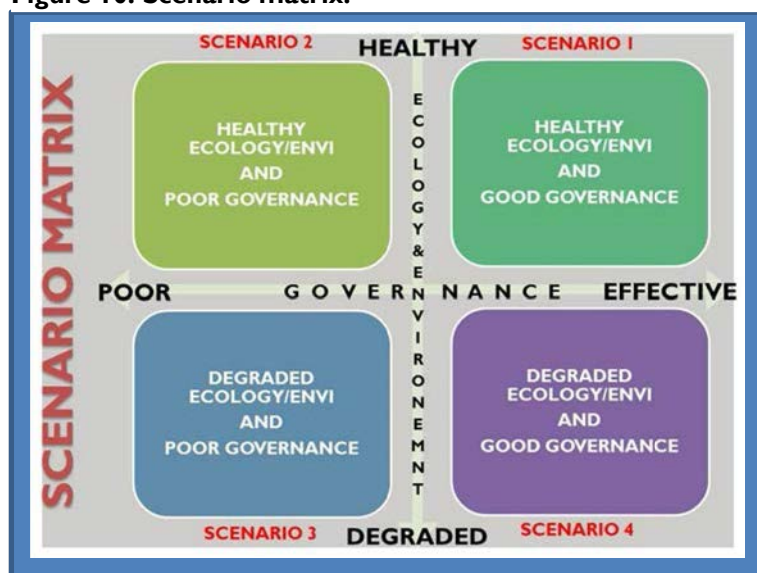 Figure 10. Scenario matrix.
SCENARIO MATRIX
SCENARIO 2
HEALTHY
SCENARIO 1
HEALTHY
ECOLOGY/ENVI
AND
POOR GOVERNANCE
HEALTHY
ECOLOGY/ENVI
AND
GOOD GOVERNANCE
ECOLOGY&ENVIRONEMNT
POOR
GOVERNANCE
EFFECTIVE
DEGRADED
ECOLOGY/ENVI
AND
POOR GOVERNANCE
DEGRADED
ECOLOGY/ENVI
AND
GOOD GOVERNANCE
SCENARIO 3
DEGRADED
SCENARIO 4